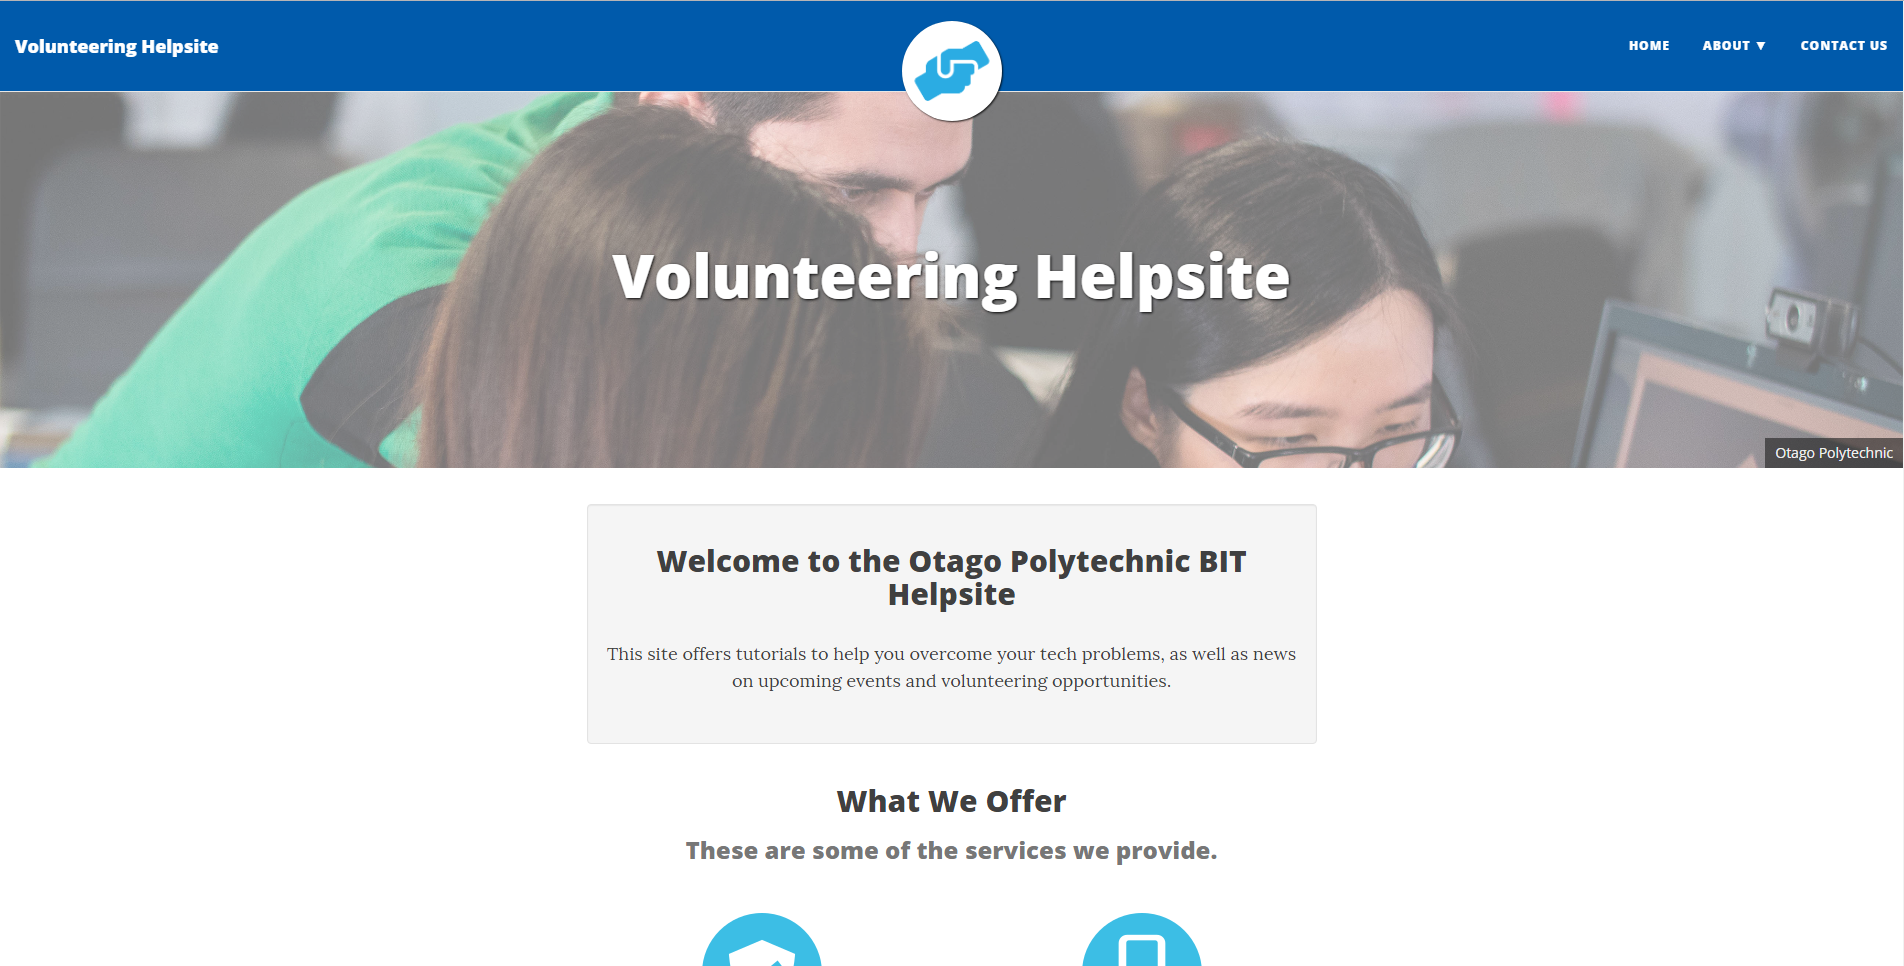 Volunteering Helpsite
HOME
ABOUT ▼
CONTACT US
Volunteering Helpsite
Otago Polytechnic
Welcome to the Otago Polytechnic BIT
Helpsite
This site offers tutorials to help you overcome your tech problems, as well as news
on upcoming events and volunteering opportunities.
What We Offer
These are some of the services we provide.